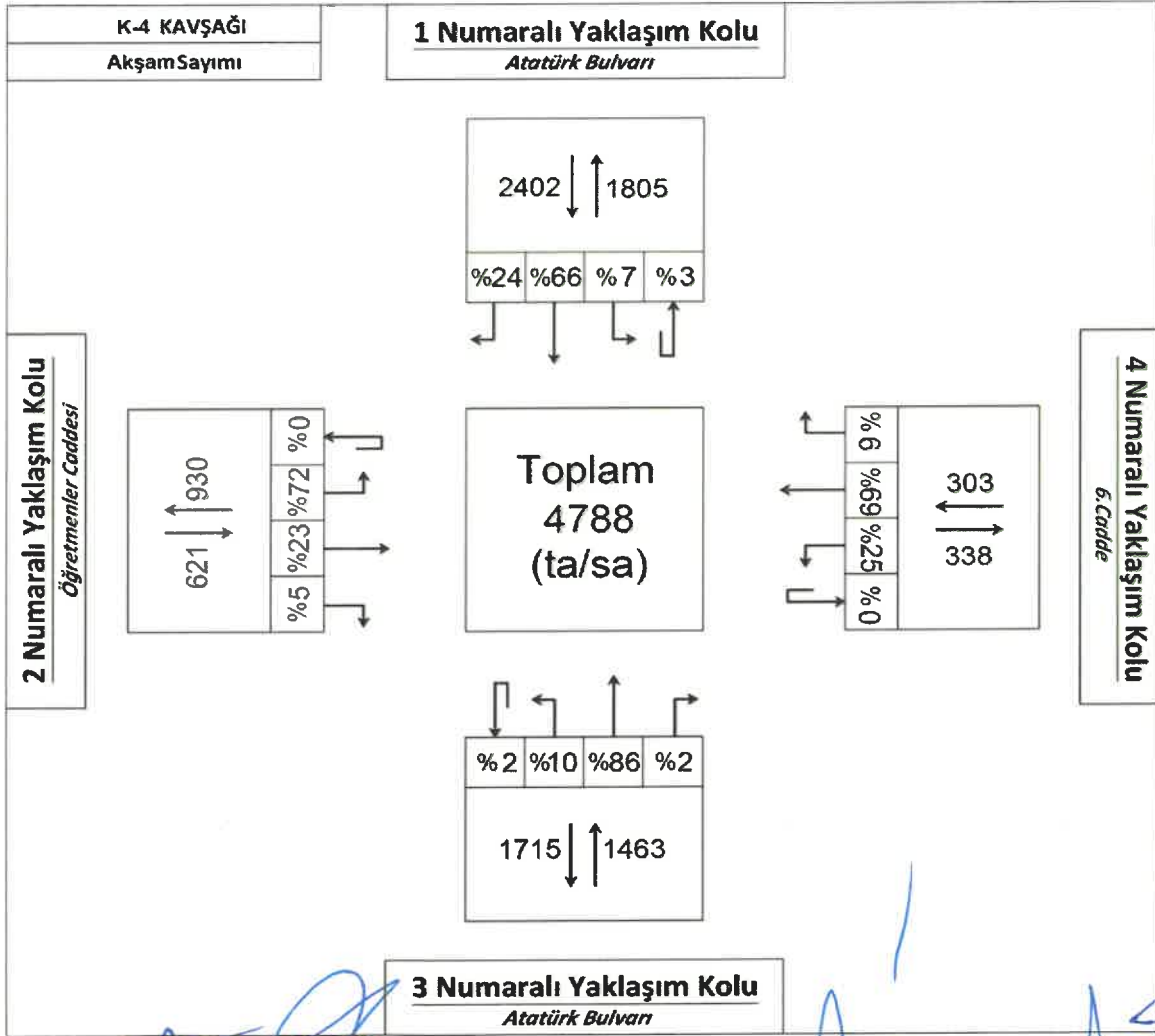 K-4 KAVŞAĞI
Akşam Sayımı
1 Numaralı Yaklaşım Kolu
Atatürk Bulvarı
2402 1805
%24 %66 %7 %3
2 Numaralı Yaklaşım Kolu
Öğretmenler Caddesi
930
621
%0
%72
%23
%5
Toplam
4788
(ta/sa)
%6
%69
%25
%0
303
338
4 Numaralı Yaklaşım Kolu
6.Cadde
%2 %10 %86 %2
1715 1463
3 Numaralı Yaklaşım Kolu
Atatürk Bulvarı